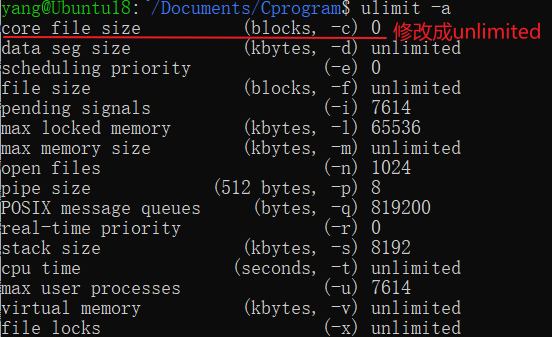 yang@Ubuntu18:~/Documents/Cprogram$ ulimit -a
core file size (blocks, -c) 0 修改成unlimited
data seg size (kbytes, -d) unlimited
scheduling priority (-e) 0
file size (blocks, -f) unlimited
pending signals (-i) 7614
max locked memory (kbytes, -l) 65536
max memory size (kbytes, -m) unlimited
open files (-n) 1024
pipe size (512 bytes, -p) 8
POSIX message queues (bytes, -q) 819200
real-time priority (-r) 0
stack size (kbytes, -s) 8192
cpu time (seconds, -t) unlimited
max user processes (-u) 7614
virtual memory (kbytes, -v) unlimited
file locks (-x) unlimited